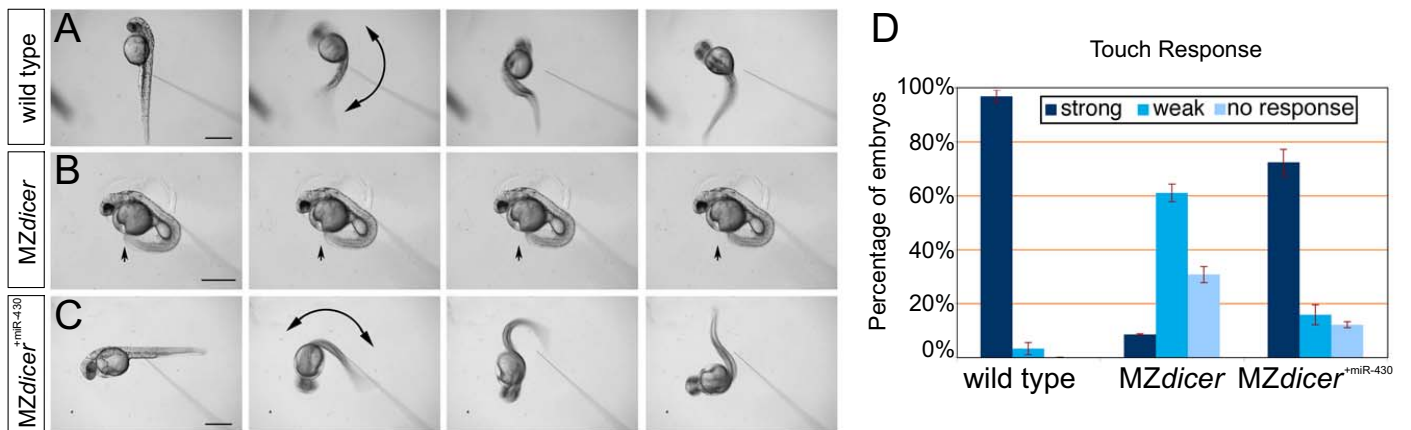 A
B
C
D
wild type
MZdicer
MZdicer+miR-430
Touch Response
Percentage of embryos
100%
80%
60%
40%
20%
0%
strong weak no response
wild type MZdicer MZdicer+miR-430